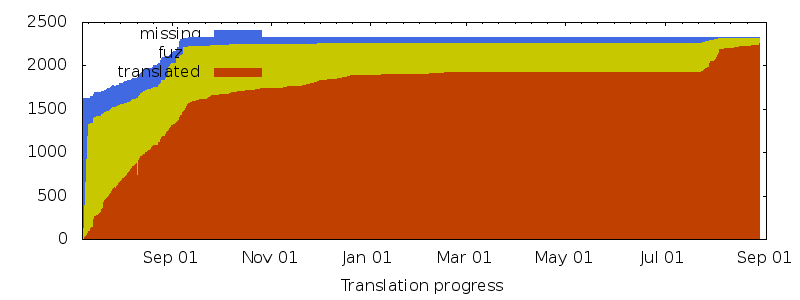 2500
2000
1500
1000
500
0
missing
fuz
translated
Sep 01 Nov 01 Jan 01 Mar 01 May 01 Jul 01 Sep 01
Translation progress